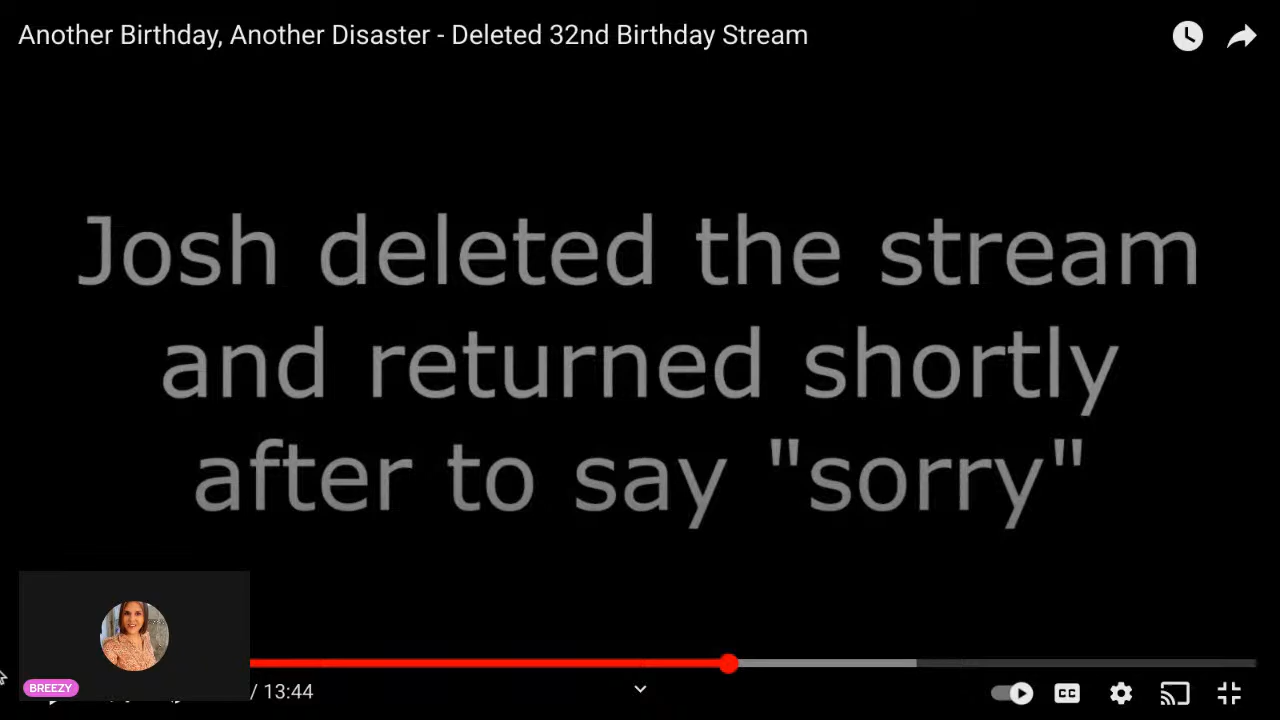 Another Birthday, Another Disaster - Deleted 32nd Birthday Stream
Josh deleted the stream
and returned shortly
after to say "sorry"
BREEZY
/ 13:44
CC